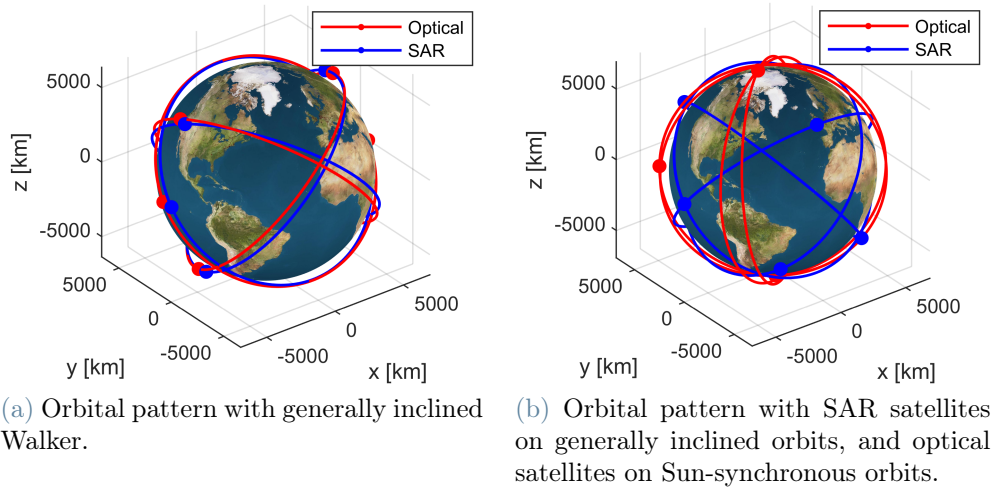 Optical
SAR
5000
0
-5000
z [km]
5000
0
-5000
y [km]
-5000
0
5000
x [km]
(a) Orbital pattern with generally inclined
Walker.
Optical
SAR
5000
0
-5000
z [km]
5000
0
-5000
y [km]
-5000
0
5000
x [km]
(b) Orbital pattern with SAR satellites
on generally inclined orbits, and optical
satellites on Sun-synchronous orbits.